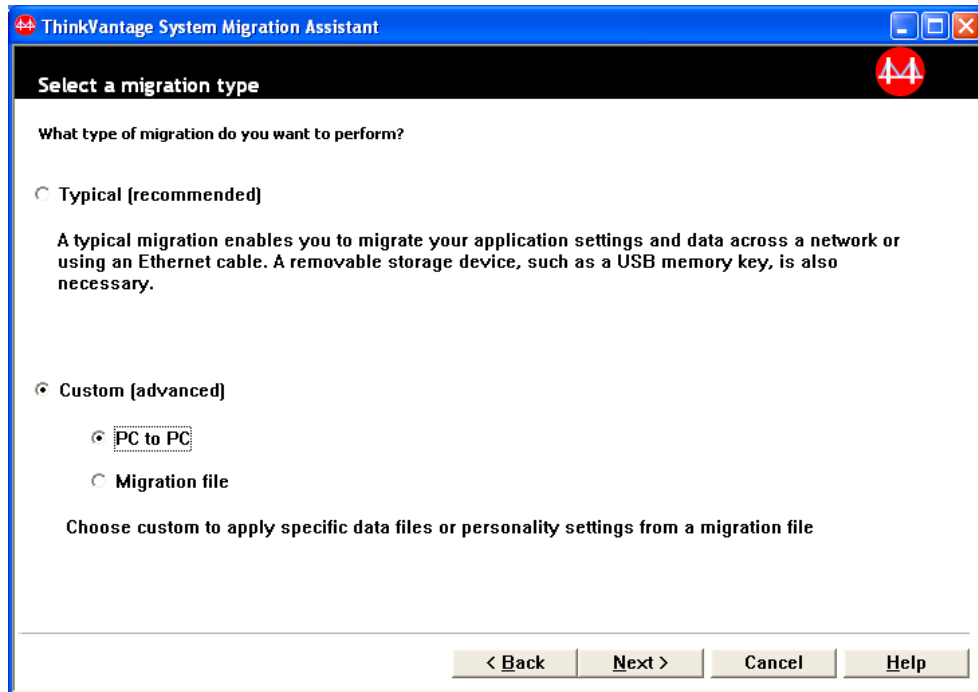 ThinkVantage System Migration Assistant
Select a migration type
What type of migration do you want to perform?
Typical (recommended)
A typical migration enables you to migrate your application settings and data across a network or
using an Ethernet cable. A removable storage device, such as a USB memory key, is also
necessary.
Custom (advanced)
PC to PC
Migration file
Choose custom to apply specific data files or personality settings from a migration file
< Back
Next >
Cancel
Help